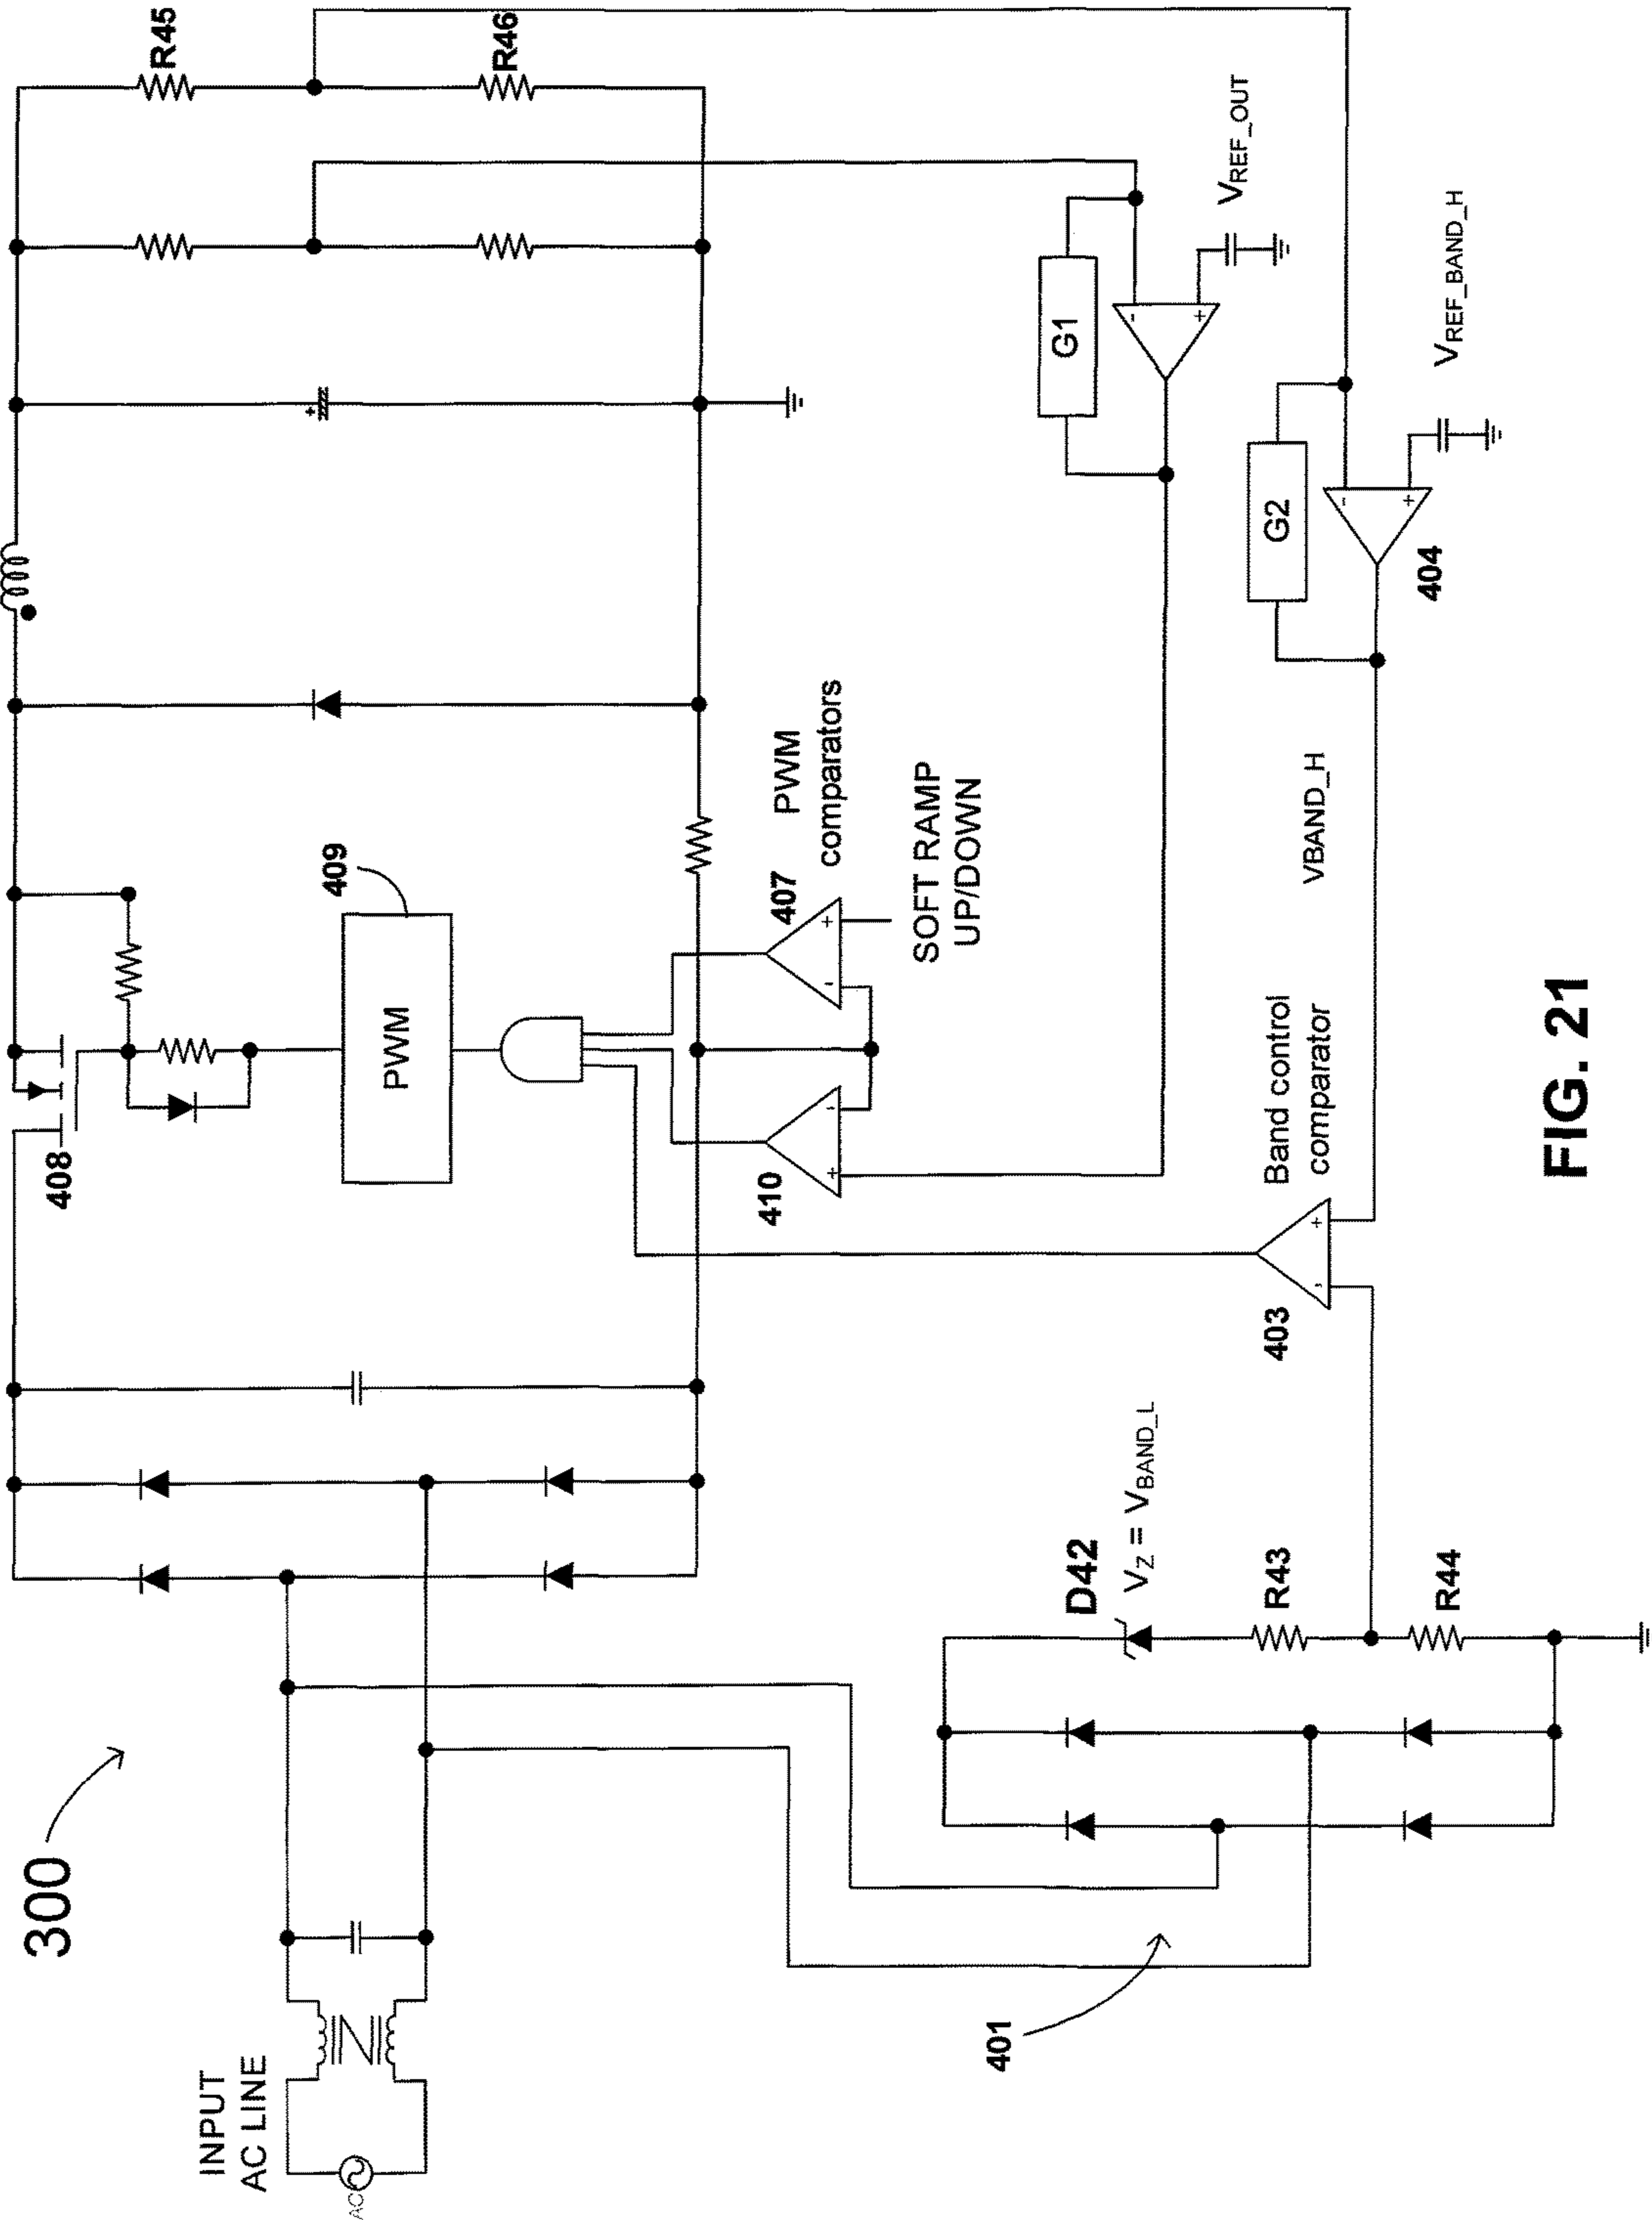 300
INPUT
AC LINE
AC
408
409
PWM
R45
R46
410
407
PWM
comparators
SOFT RAMP
UP/DOWN
G1
VREF_OUT
G2
404
VREF_BAND_H
VBAND_H
Band control
comparator
403
401
D42
VZ = VBAND_L
R43
R44
+
-
+
-
+
-
+
-
+
-
+
FIG. 21